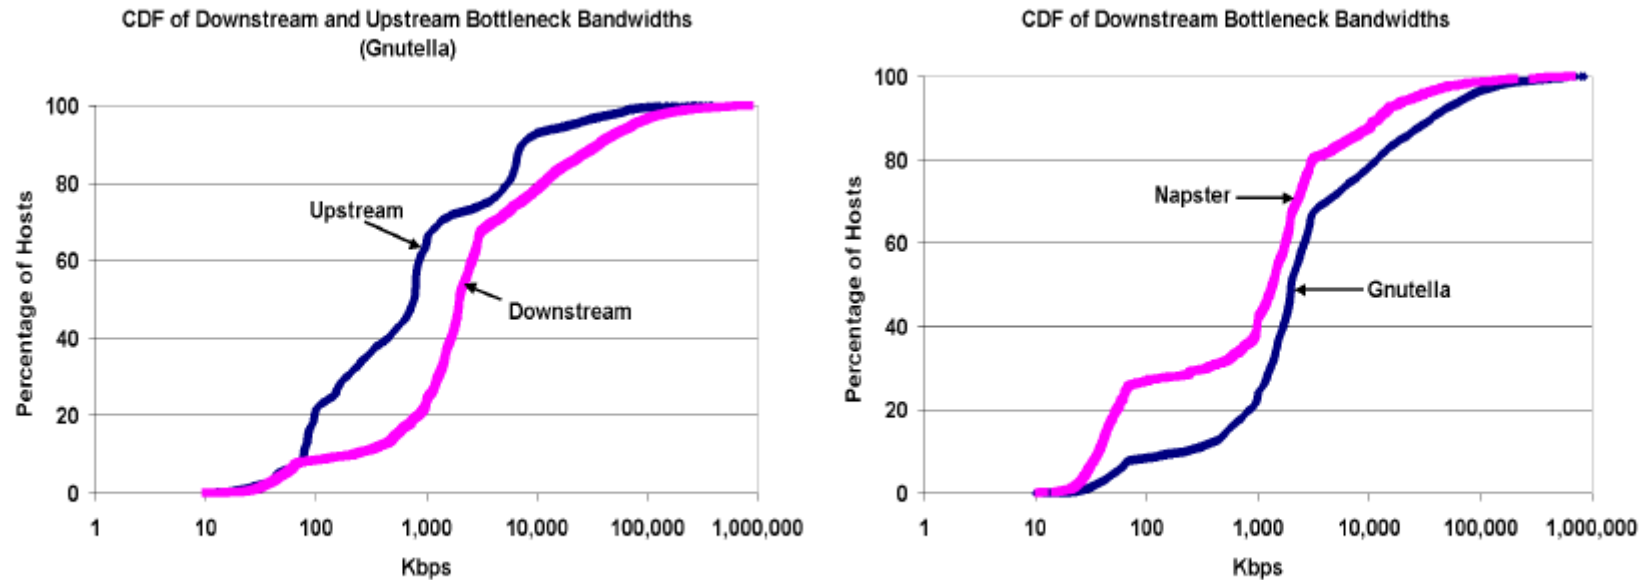 CDF of Downstream and Upstream Bottleneck Bandwidths
(Gnutella)
Percentage of Hosts
100
80
60
40
20
0
Upstream
Downstream
1 10 100 1,000 10,000 100,000 1,000,000
Kbps
CDF of Downstream Bottleneck Bandwidths
Percentage of Hosts
100
80
60
40
20
0
Napster
Gnutella
1 10 100 1,000 10,000 100,000 1,000,000
Kbps